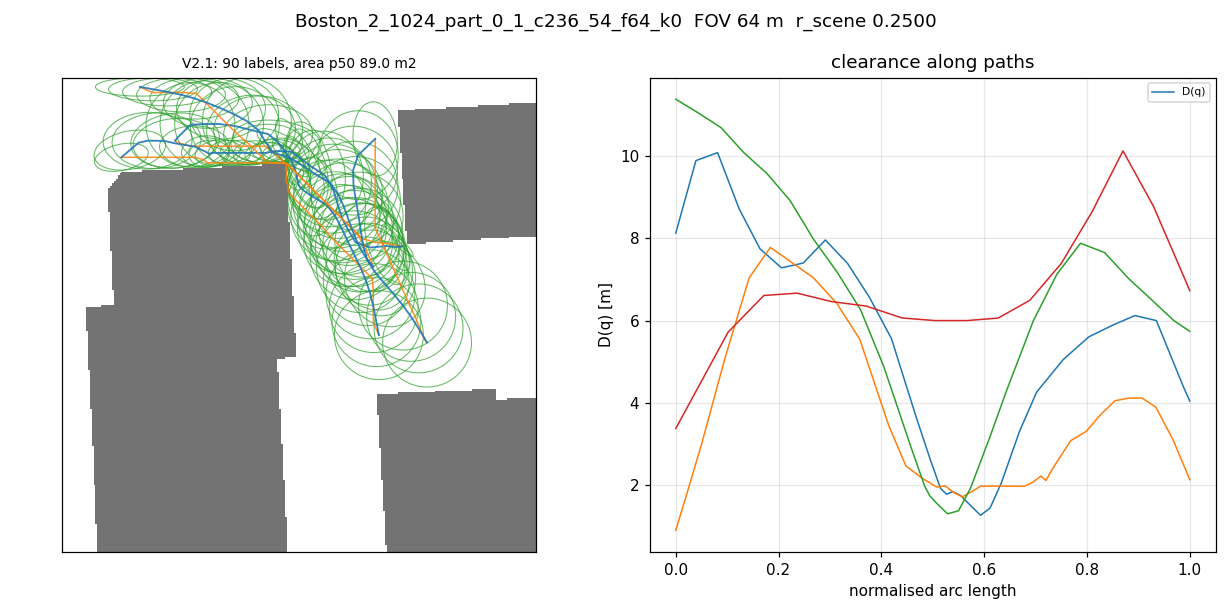 Boston_2_1024_part_0_1_c236_54_f64_k0  FOV 64 m  r_scene 0.2500
V2.1: 90 labels, area p50 89.0 m2
clearance along paths
D(q)
10
8
6
4
2
D(q) [m]
0.0 0.2 0.4 0.6 0.8 1.0
normalised arc length